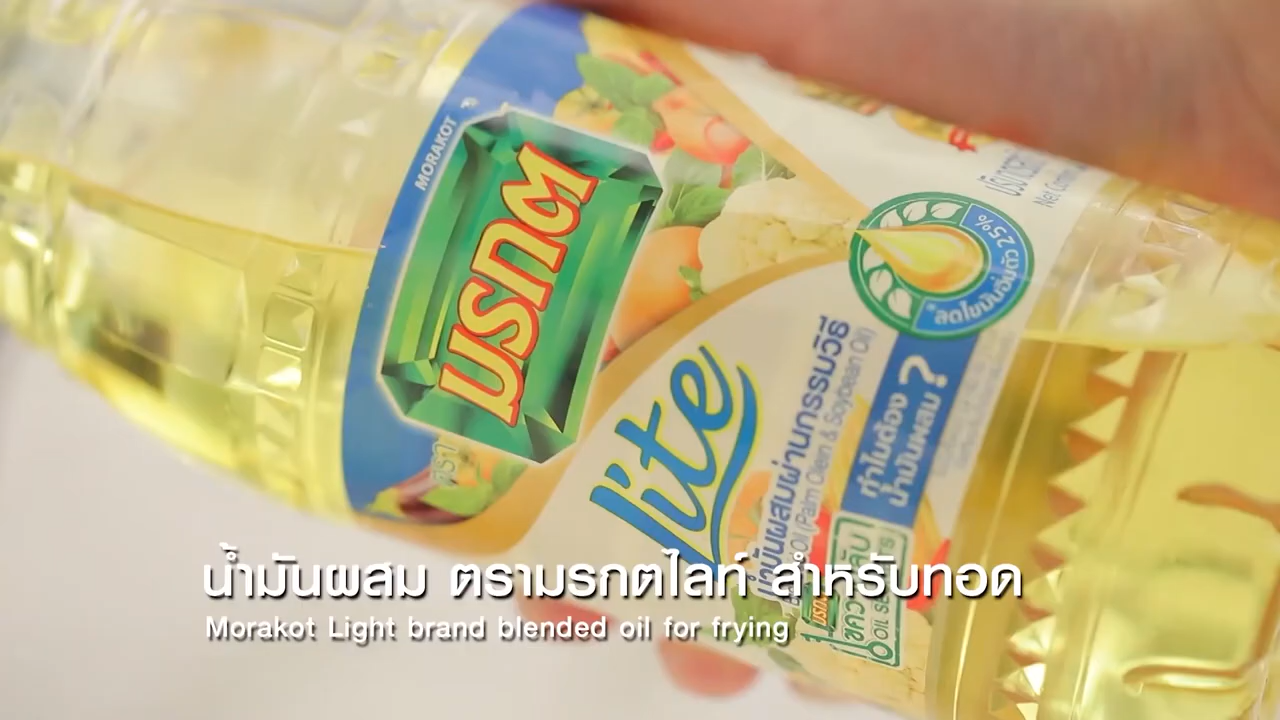 MORAKOT
มรกต
ตรา
l'ite
น้ำมันผสมผ่านกรรมวิธี
Oil (Palm Olein & Soybean Oil)
*ลดไขมันอิ่มตัว 25%
ทำไมต้อง
น้ำมันผสม ?
น้ำมันผสม ตรามรกตไลท์ สำหรับทอด
Morakot Light brand blended oil for frying